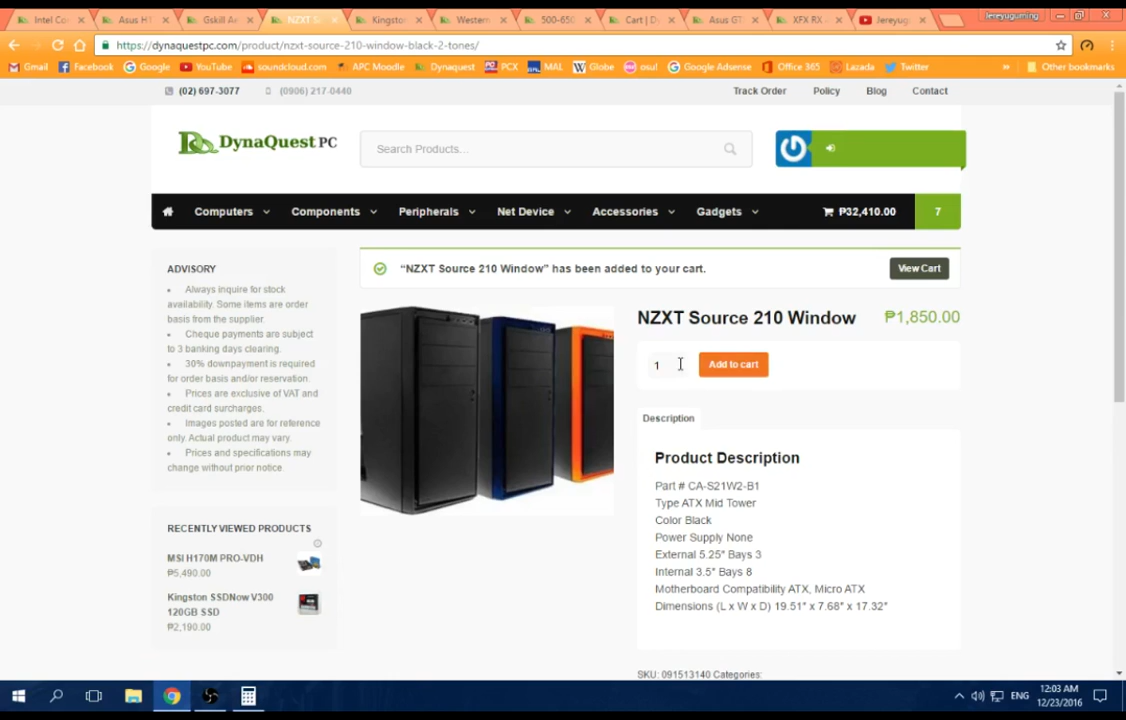 Intel Co
Asus H1
Gskill Ae
NZXT S
Kingsto
Wester
500-650
Cart | D
Asus GT
XFX RX
Jereyug
Jereyuguming
https://dynaquestpc.com/product/nzxt-source-210-window-black-2-tones/
Gmail Facebook Google YouTube soundcloud.com APC Moodle Dynaquest PCX MAL Globe osu! Google Adsense Office 365 Lazada Twitter » Other bookmarks
(02) 697-3077 (0906) 217-0440 Track Order Policy Blog Contact
DynaQuest PC
Search Products...
Computers Components Peripherals Net Device Accessories Gadgets ₱32,410.00 7
ADVISORY
• Always inquire for stock
availability. Some items are order
basis from the supplier.
• Cheque payments are subject
to 3 banking days clearing.
• 30% downpayment is required
for order basis and/or reservation.
• Prices are exclusive of VAT and
credit card surcharges.
• Images posted are for reference
only. Actual product may vary.
• Prices and specifications may
change without prior notice
RECENTLY VIEWED PRODUCTS
MSI H170M PRO-VDH
₱5,490.00
Kingston SSDNow V300
120GB SSD
₱2,190.00
“NZXT Source 210 Window” has been added to your cart.
View Cart
NZXT Source 210 Window ₱1,850.00
1 Add to cart
Description
Product Description
Part # CA-S21W2-B1
Type ATX Mid Tower
Color Black
Power Supply None
External 5.25" Bays 3
Internal 3.5" Bays 8
Motherboard Compatibility ATX, Micro ATX
Dimensions (L x W x D) 19.51" x 7.68" x 17.32"
SKU: 091513140 Categories:
ENG
12:03 AM
12/23/2016